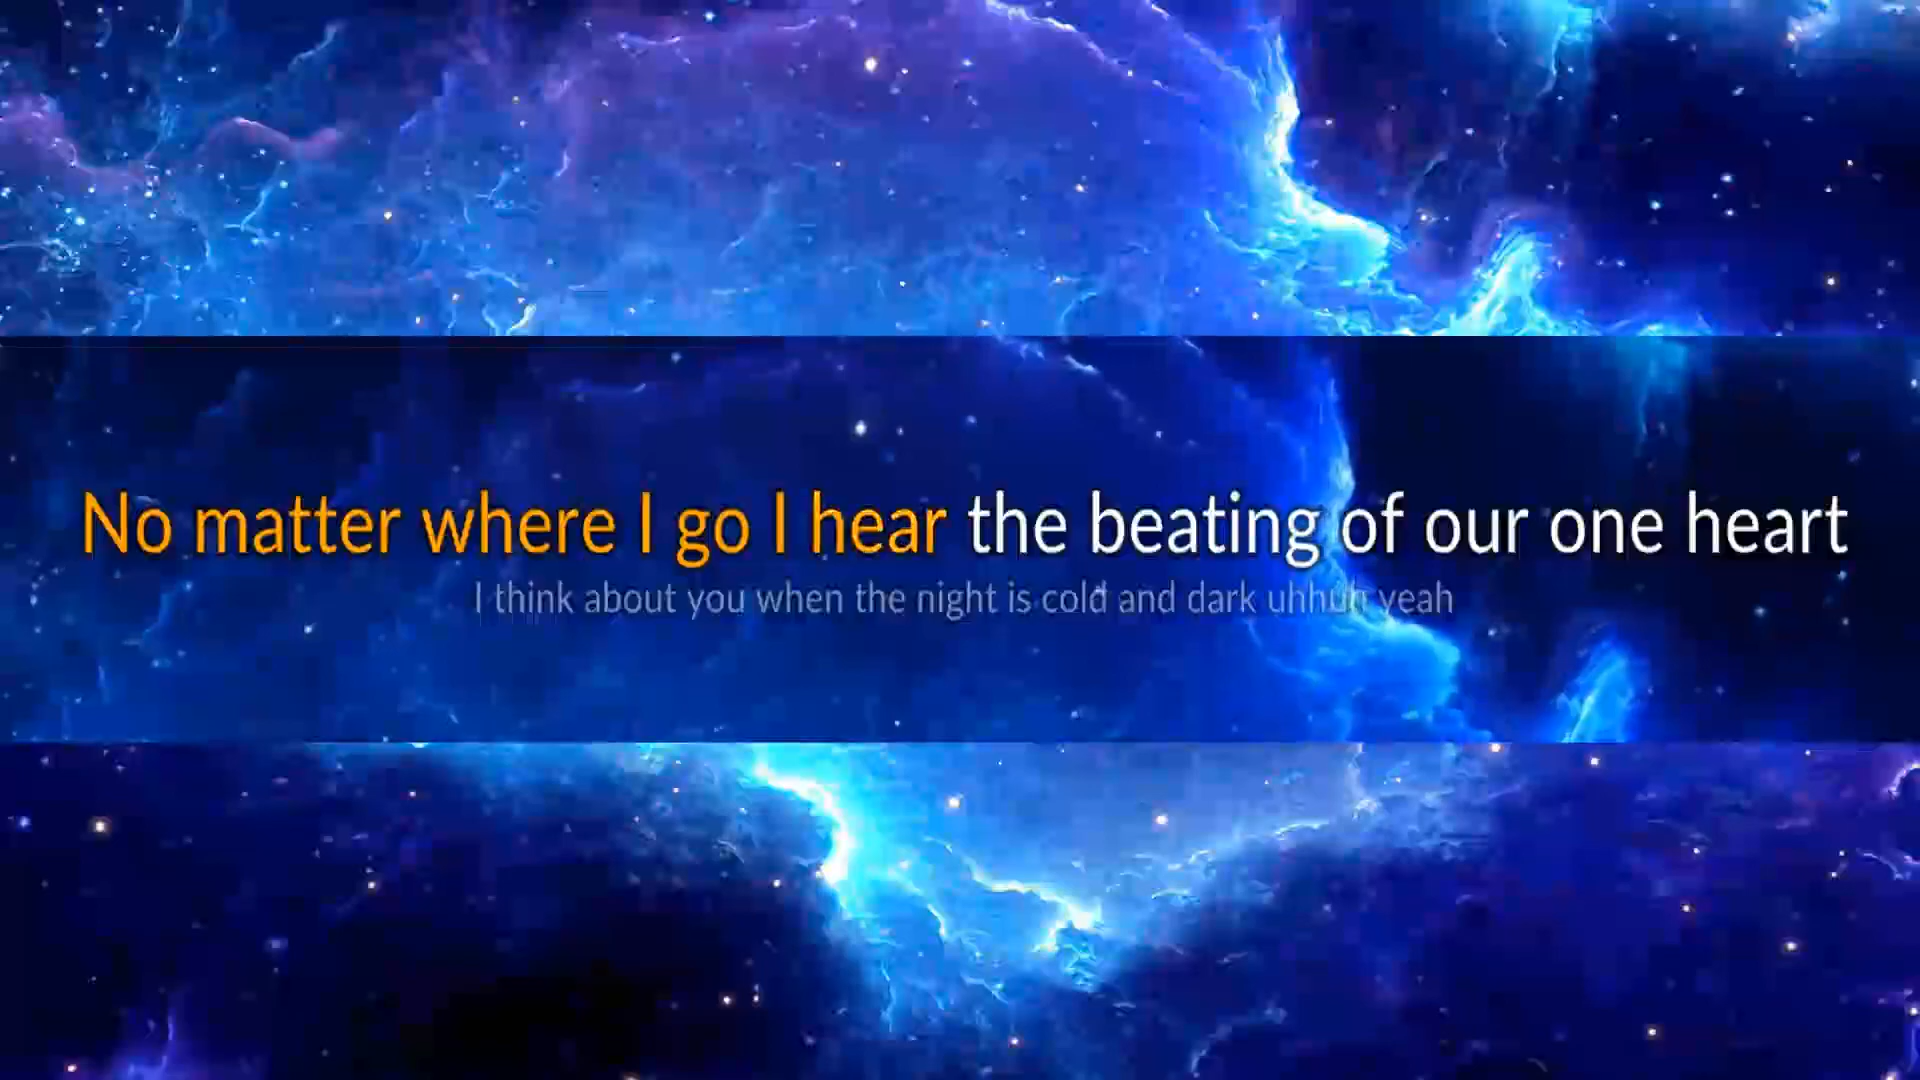 No matter where I go I hear the beating of our one heart
I think about you when the night is cold and dark uhhuh yeah